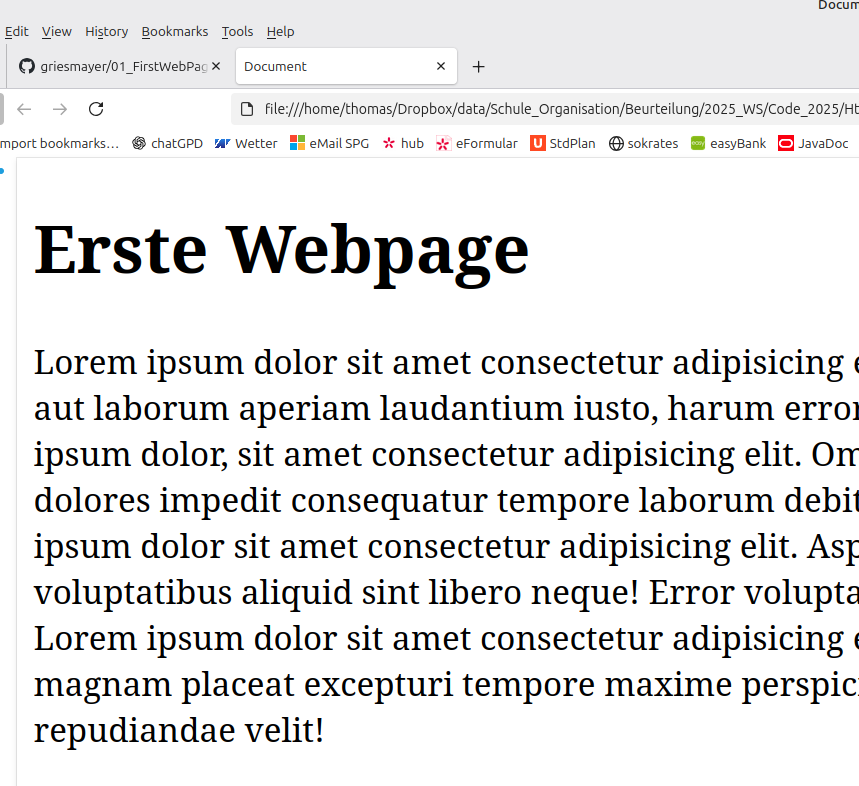 Docum
Edit View History Bookmarks Tools Help
griesmayer/01_FirstWebPag Document
file:///home/thomas/Dropbox/data/Schule_Organisation/Beurteilung/2025_WS/Code_2025/Ht
mport bookmarks… chatGPD Wetter eMail SPG hub eFormular StdPlan sokrates easy easyBank JavaDoc
Erste Webpage
Lorem ipsum dolor sit amet consectetur adipisicing e
aut laborum aperiam laudantium iusto, harum error
ipsum dolor, sit amet consectetur adipisicing elit. Om
dolores impedit consequatur tempore laborum debit
ipsum dolor sit amet consectetur adipisicing elit. Asp
voluptatibus aliquid sint libero neque! Error volupta
Lorem ipsum dolor sit amet consectetur adipisicing e
magnam placeat excepturi tempore maxime perspici
repudiandae velit!